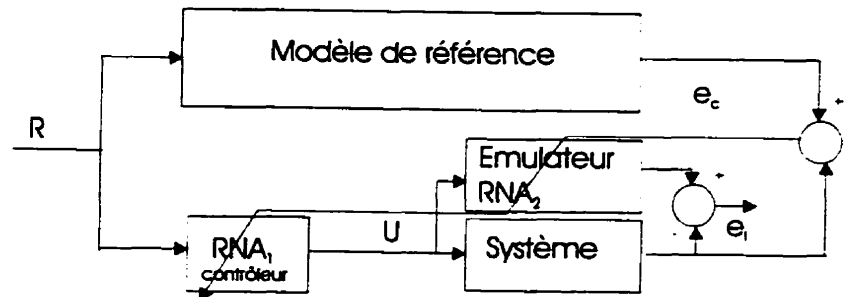 Modèle de référence
e_c
+
R
Emulateur
RNA₂
+
U
e_i
-
RNA₁
contrôleur
Système